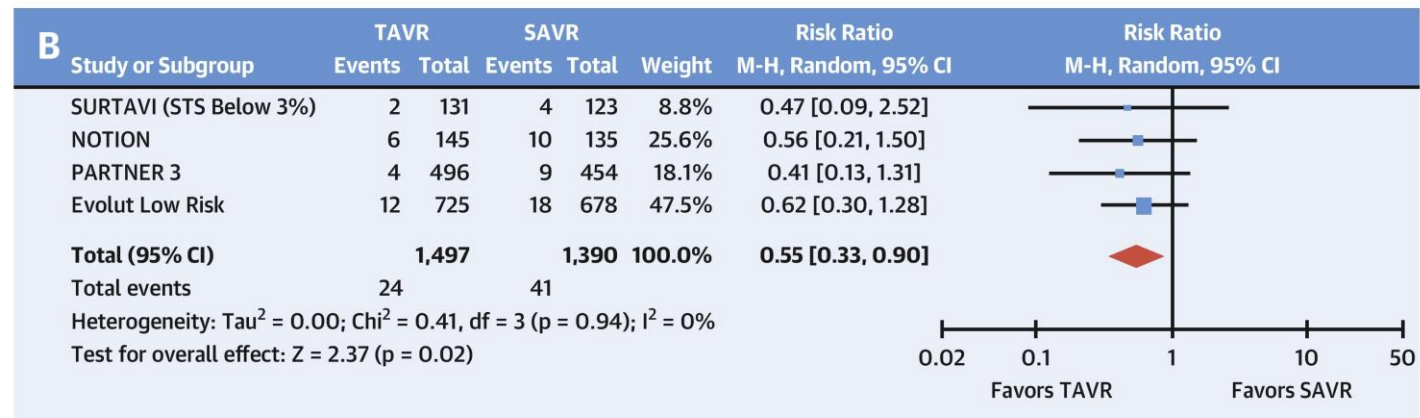 B
TAVR SAVR Risk Ratio Risk Ratio
Study or Subgroup Events Total Events Total Weight M-H, Random, 95% CI M-H, Random, 95% CI
SURTAVI (STS Below 3%) 2 131 4 123 8.8% 0.47 [0.09, 2.52]
NOTION 6 145 10 135 25.6% 0.56 [0.21, 1.50]
PARTNER 3 4 496 9 454 18.1% 0.41 [0.13, 1.31]
Evolut Low Risk 12 725 18 678 47.5% 0.62 [0.30, 1.28]
Total (95% CI) 1,497 1,390 100.0% 0.55 [0.33, 0.90]
Total events 24 41
Heterogeneity: Tau² = 0.00; Chi² = 0.41, df = 3 (p = 0.94); I² = 0%
Test for overall effect: Z = 2.37 (p = 0.02)
0.02 0.1 1 10 50
Favors TAVR Favors SAVR